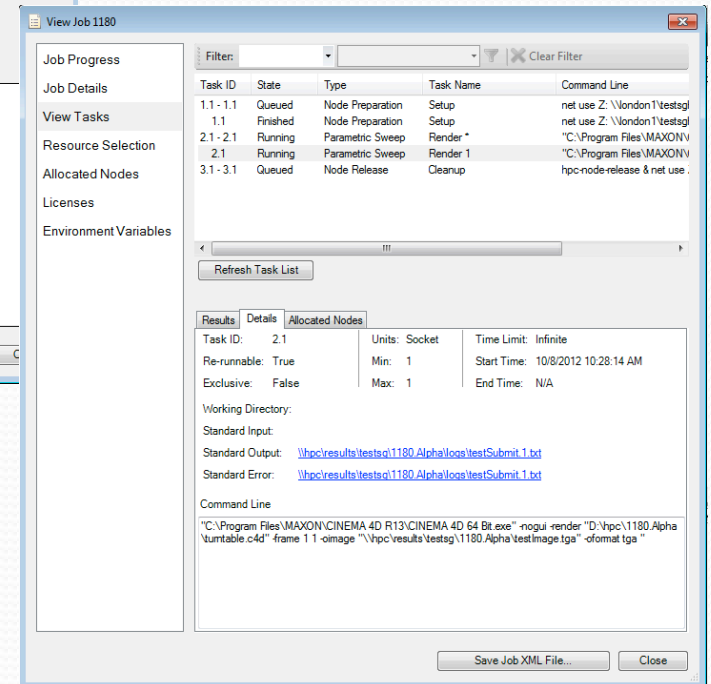 View Job 1180
Job Progress
Job Details
View Tasks
Resource Selection
Allocated Nodes
Licenses
Environment Variables
Filter: Clear Filter
Task ID State Type Task Name Command Line
1.1 - 1.1 Queued Node Preparation Setup net use Z: \\london1\testsgl
1.1 Finished Node Preparation Setup net use Z: \\london1\testsgl
2.1 - 2.1 Running Parametric Sweep Render * "C:\Program Files\MAXON\
2.1 Running Parametric Sweep Render 1 "C:\Program Files\MAXON\
3.1 - 3.1 Queued Node Release Cleanup hpc-node-release & net use
Refresh Task List
Results Details Allocated Nodes
Task ID: 2.1 Units: Socket Time Limit: Infinite
Re-runnable: True Min: 1 Start Time: 10/8/2012 10:28:14 AM
Exclusive: False Max: 1 End Time: N/A
Working Directory:
Standard Input:
Standard Output: \\hpc\results\testsg\1180.Alpha\logs\testSubmit.1.txt
Standard Error: \\hpc\results\testsg\1180.Alpha\logs\testSubmit.1.txt
Command Line
"C:\Program Files\MAXON\CINEMA 4D R13\CINEMA 4D 64 Bit.exe" -nogui -render "D:\hpc\1180.Alpha
\turntable.c4d" -frame 1 1 -oimage "\\hpc\results\testsg\1180.Alpha\testImage.tga" -oformat tga "
Save Job XML File... Close